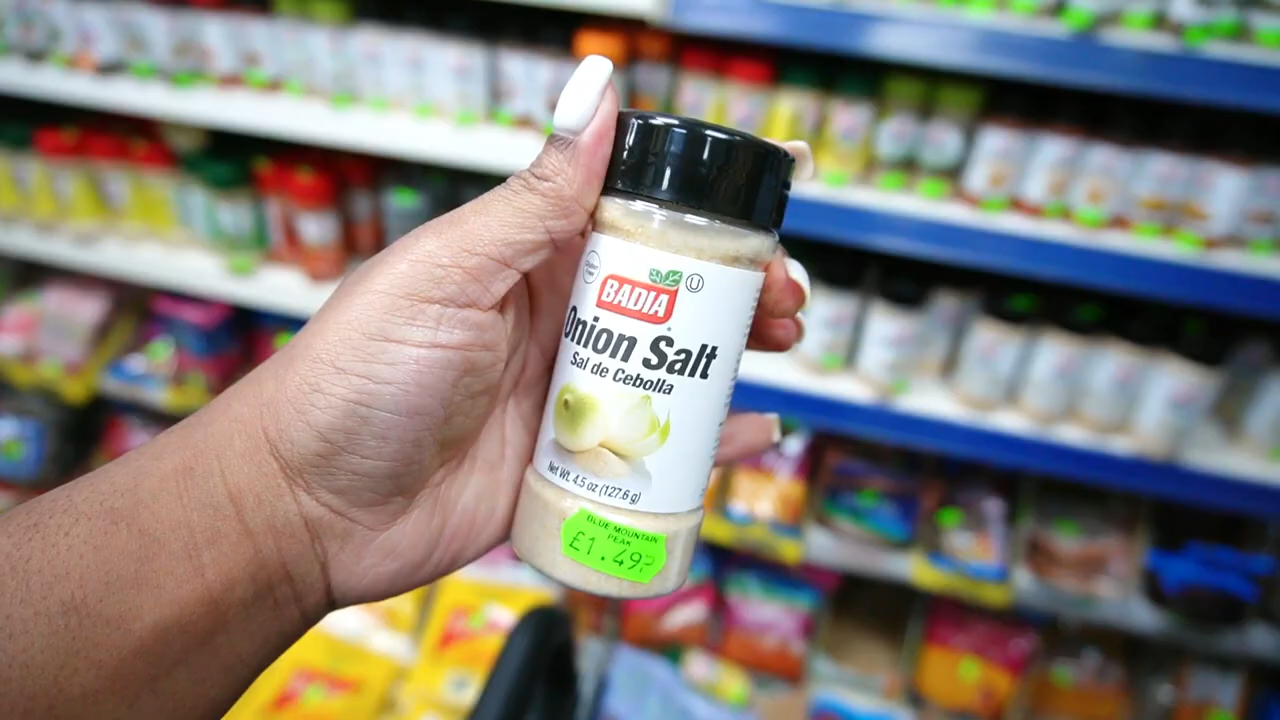 BADIA
Onion Salt
Sal de Cebolla
Net Wt. 4.5 oz (127.6 g)
BLUE MOUNTAIN
PEAK
£1.49P